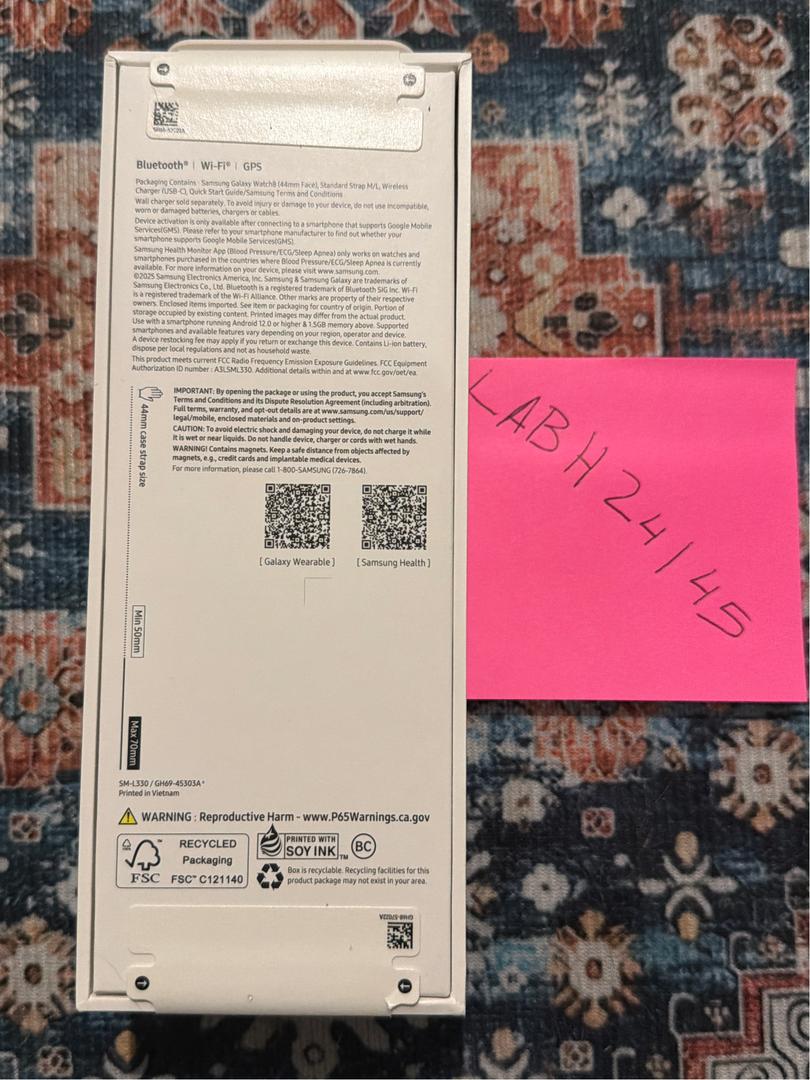 Bluetooth® | Wi-Fi® | GPS
Packaging Contains : Samsung Galaxy Watch8 (44mm Face), Standard Strap M/L, Wireless
Charger (USB-C), Quick Start Guide/Samsung Terms and Conditions
Wall charger sold separately. To avoid injury or damage to your device, do not use incompatible,
worn or damaged batteries, chargers or cables.
Device activation is only available after connecting to a smartphone that supports Google Mobile
Services(GMS). Please refer to your smartphone manufacturer to find out whether your
smartphone supports Google Mobile Services(GMS).
Samsung Health Monitor App (Blood Pressure/ECG/Sleep Apnea) only works on watches and
smartphones purchased in the countries where Blood Pressure/ECG/Sleep Apnea is currently
available. For more information on your device, please visit www.samsung.com.
©2025 Samsung Electronics America, Inc. Samsung & Samsung Galaxy are trademarks of
Samsung Electronics Co., Ltd. Bluetooth is a registered trademark of Bluetooth SIG Inc. Wi-Fi
is a registered trademark of the Wi-Fi Alliance. Other marks are property of their respective
owners. Enclosed items imported. See item or packaging for country of origin. Portion of
storage occupied by existing content. Printed images may differ from the actual product.
Use with a smartphone running Android 12.0 or higher & 1.5GB memory above. Supported
smartphones and available features vary depending on your region, operator and device.
A device restocking fee may apply if you return or exchange this device. Contains Li-ion battery,
dispose per local regulations and not as household waste.
This product meets current FCC Radio Frequency Emission Exposure Guidelines. FCC Equipment
Authorization ID number : A3LSML330. Additional details within and at www.fcc.gov/oet/ea.
IMPORTANT: By opening the package or using the product, you accept Samsung's
Terms and Conditions and its Dispute Resolution Agreement (including arbitration).
Full terms, warranty, and opt-out details are at www.samsung.com/us/support/
legal/mobile, enclosed materials and on-product settings.
CAUTION: To avoid electric shock and damaging your device, do not charge it while
it is wet or near liquids. Do not handle device, charger or cords with wet hands.
WARNING! Contains magnets. Keep a safe distance from objects affected by
magnets, e.g., credit cards and implantable medical devices.
For more information, please call 1-800-SAMSUNG (726-7864).
44mm case strap size
[ Galaxy Wearable ] [ Samsung Health ]
Min 50mm
Max 70mm
LABH24/45
SM-L330 / GH69-45303A
Printed in Vietnam
WARNING : Reproductive Harm - www.P65Warnings.ca.gov
FSC
RECYCLED
Packaging
FSC™ C121140
PRINTED WITH
SOY INK™
BC
Box is recyclable. Recycling facilities for this
product package may not exist in your area.
GH68-57022A